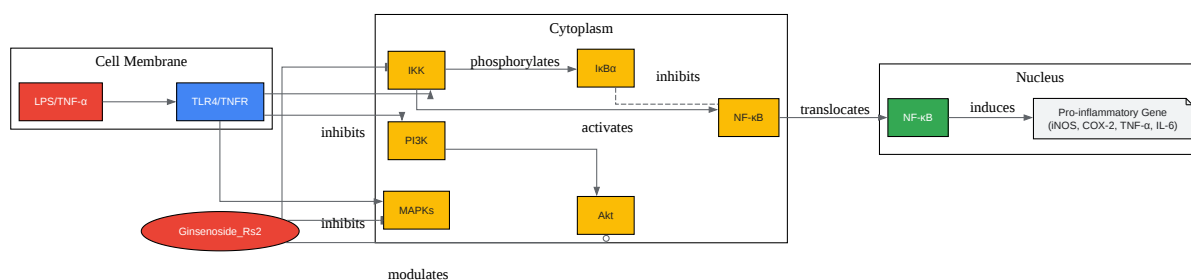 Cell Membrane
LPS/TNF-α
TLR4/TNFR
Cytoplasm
IKK
phosphorylates
IκBα
inhibits
NF-κB
activates
inhibits
PI3K
MAPKs
inhibits
Akt
Ginsenoside_Rs2
modulates
translocates
Nucleus
NF-κB
induces
Pro-inflammatory Gene
(iNOS, COX-2, TNF-α, IL-6)